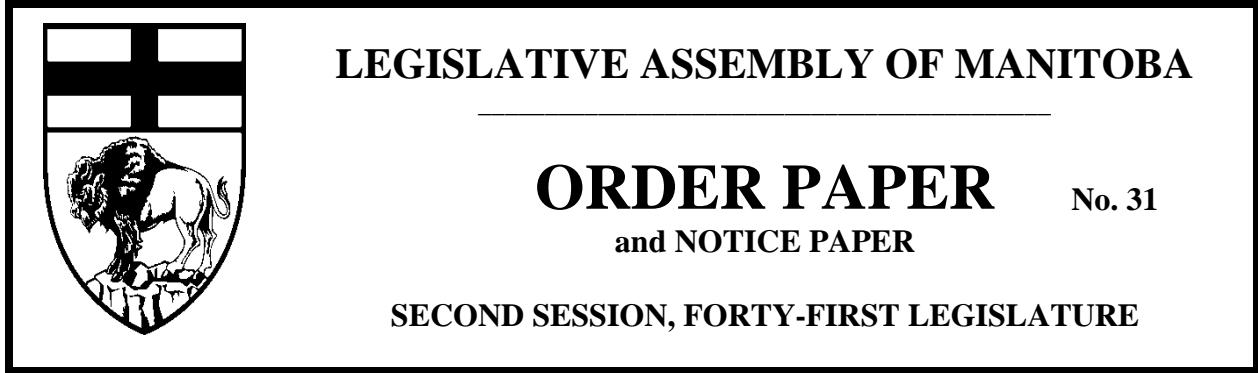 LEGISLATIVE ASSEMBLY OF MANITOBA
ORDER PAPER No. 31
and NOTICE PAPER
SECOND SESSION, FORTY-FIRST LEGISLATURE